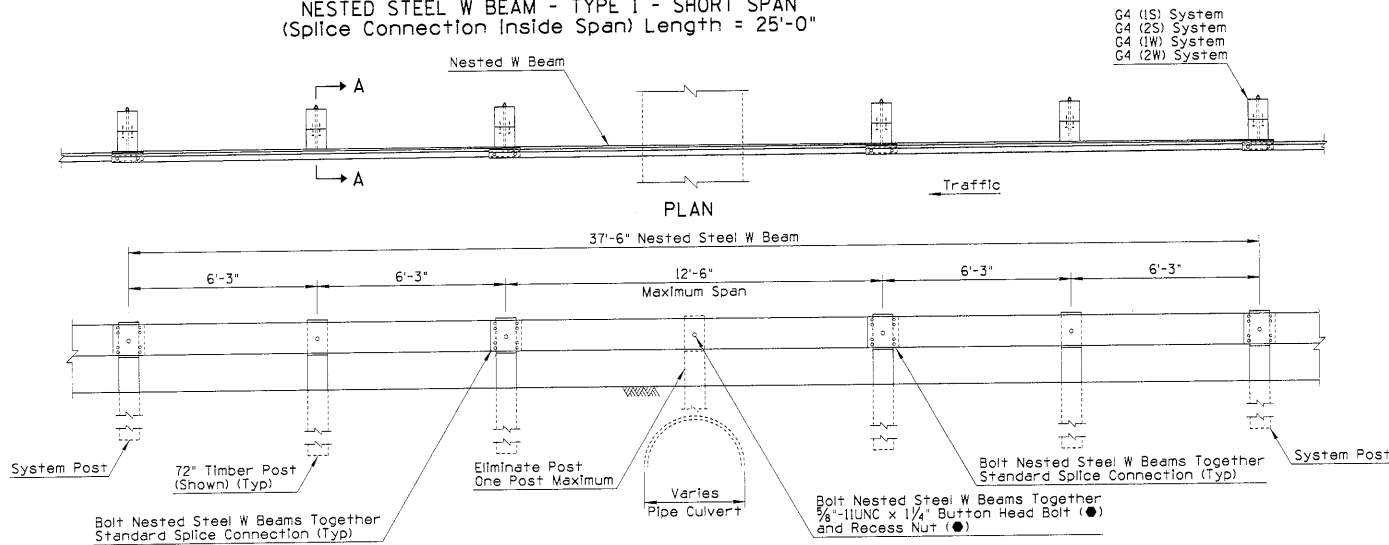 NESTED STEEL W BEAM - TYPE I - SHORT SPAN
(Splice Connection Inside Span) Length = 25'-0"
G4 (1S) System
G4 (2S) System
G4 (1W) System
G4 (2W) System
Nested W Beam
A
A
Traffic
PLAN
37'-6" Nested Steel W Beam
6'-3"
6'-3"
12'-6"
Maximum Span
6'-3"
6'-3"
System Post
72" Timber Post
(Shown) (Typ)
Eliminate Post
One Post Maximum
Varies
Pipe Culvert
Bolt Nested Steel W Beams Together
Standard Splice Connection (Typ)
System Post
Bolt Nested Steel W Beams Together
Standard Splice Connection (Typ)
Bolt Nested Steel W Beams Together
5/8"-11UNC x 1 1/4" Button Head Bolt (●)
and Recess Nut (●)